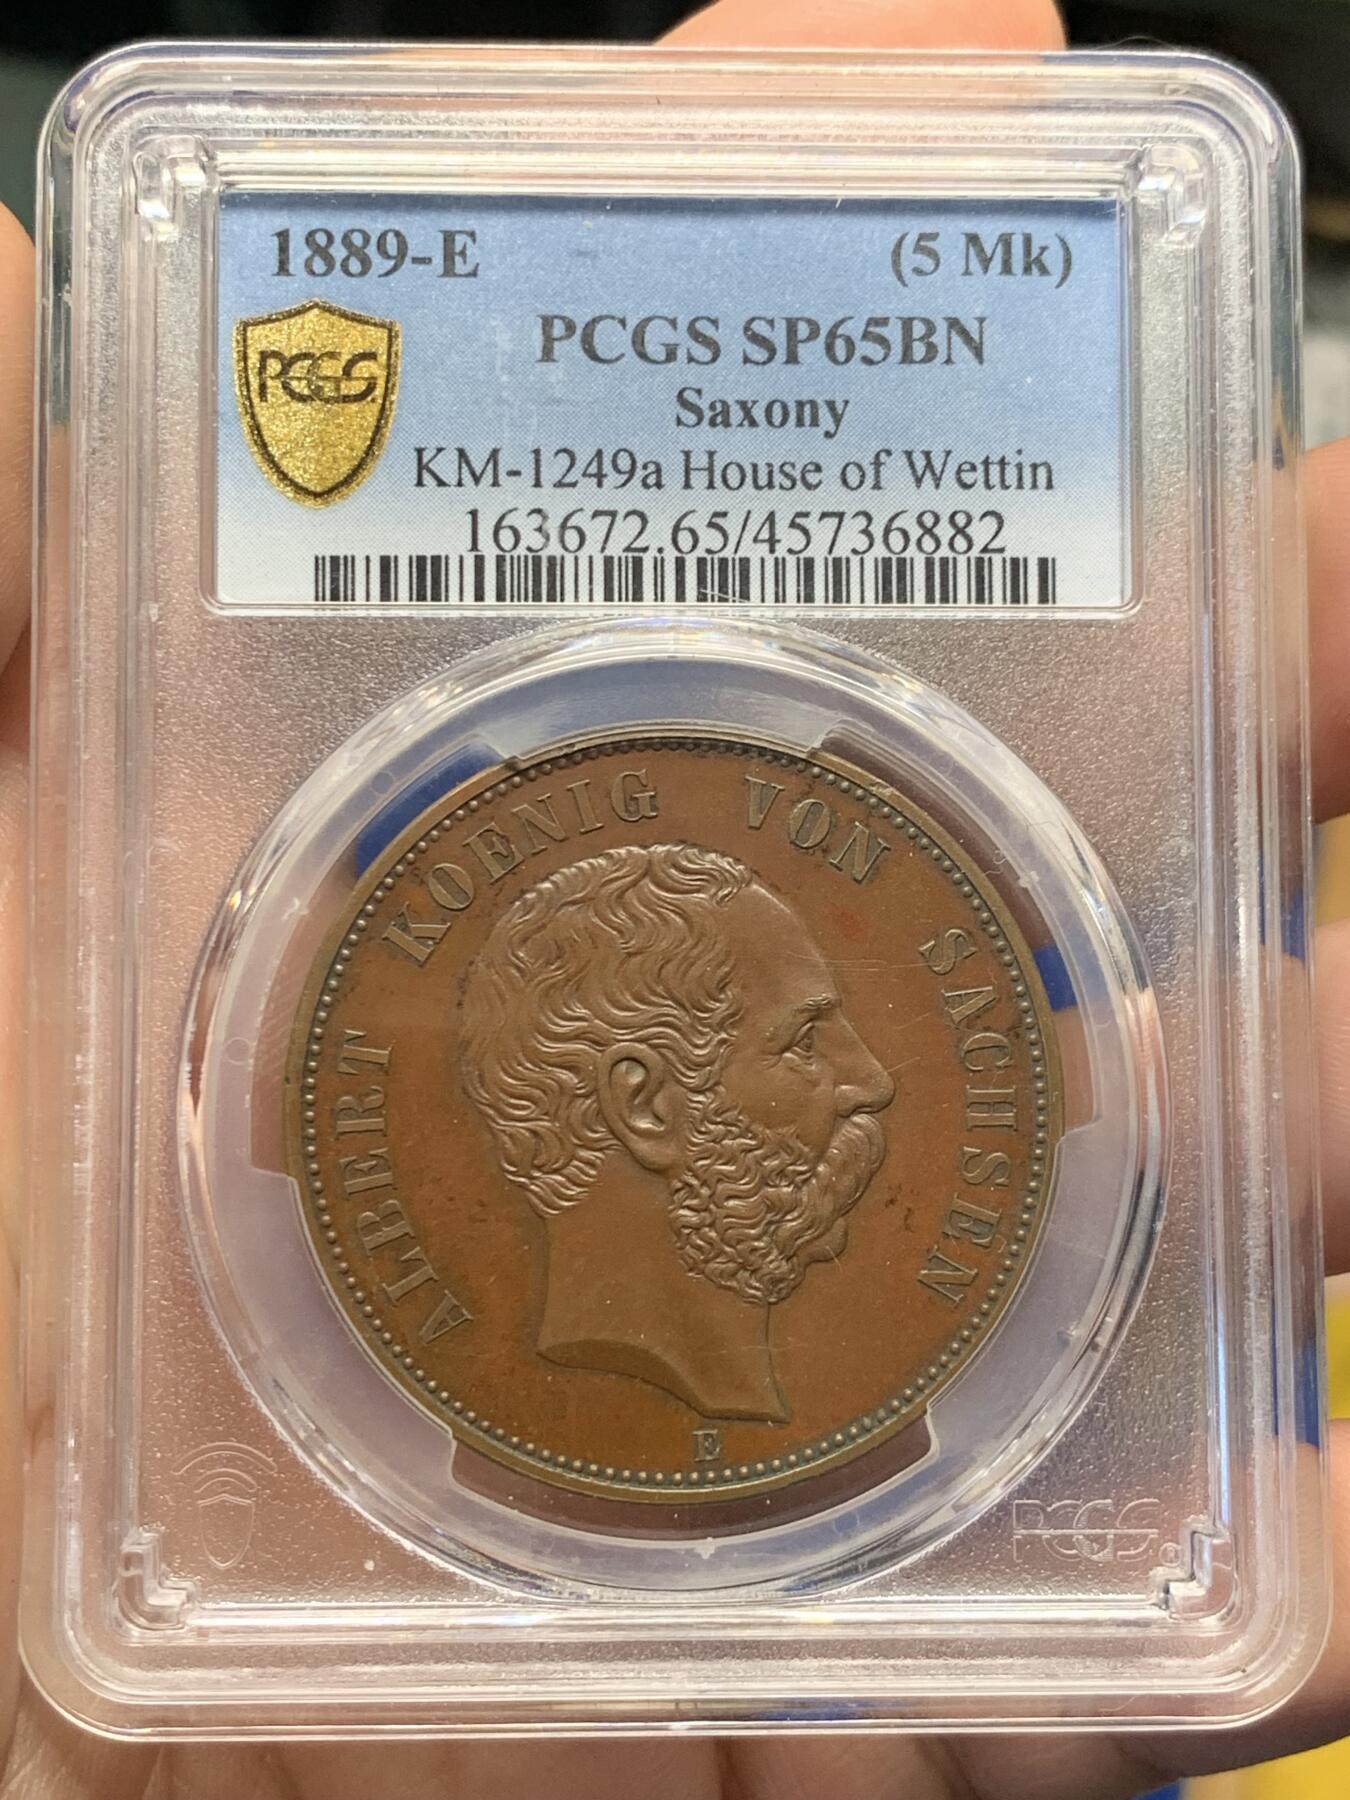 1889-E (5 Mk)
PCGS
PCGS SP65BN
Saxony
KM-1249a House of Wettin
163672.65/45736882
ALBERT KOENIG VON SACHSEN
E
PCGS